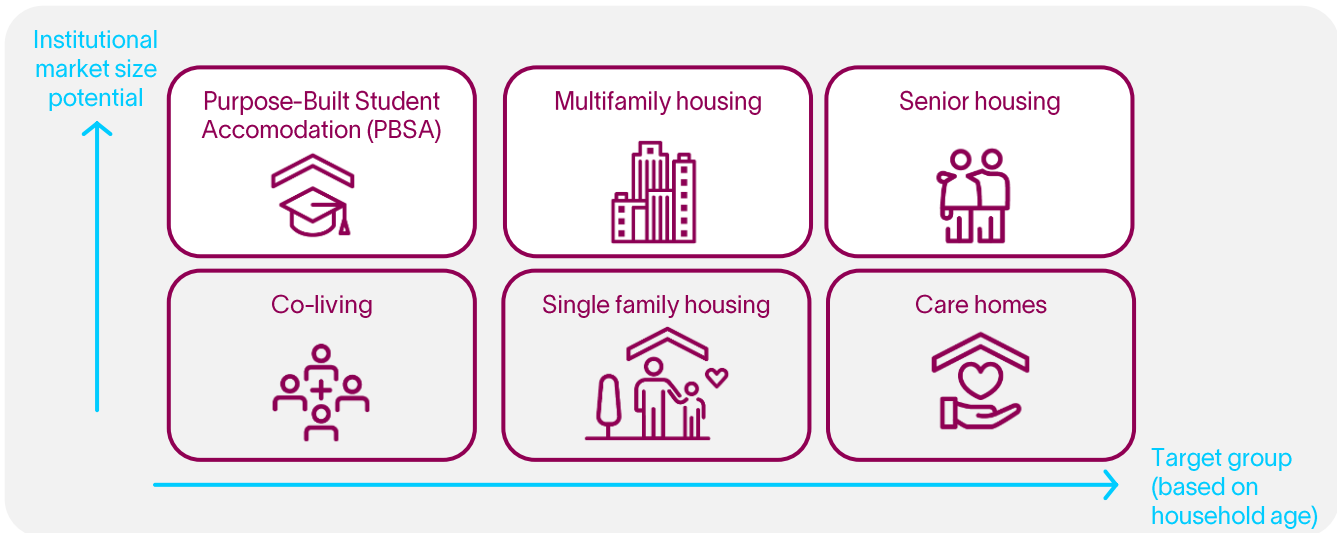 Institutional
market size
potential
Purpose-Built Student
Accomodation (PBSA)
Multifamily housing
Senior housing
Co-living
Single family housing
Care homes
Target group
(based on
household age)